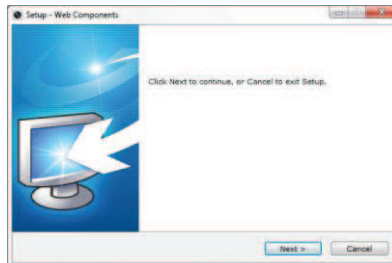 Setup - Web Components
Click Next to continue, or Cancel to exit Setup.
Next >
Cancel